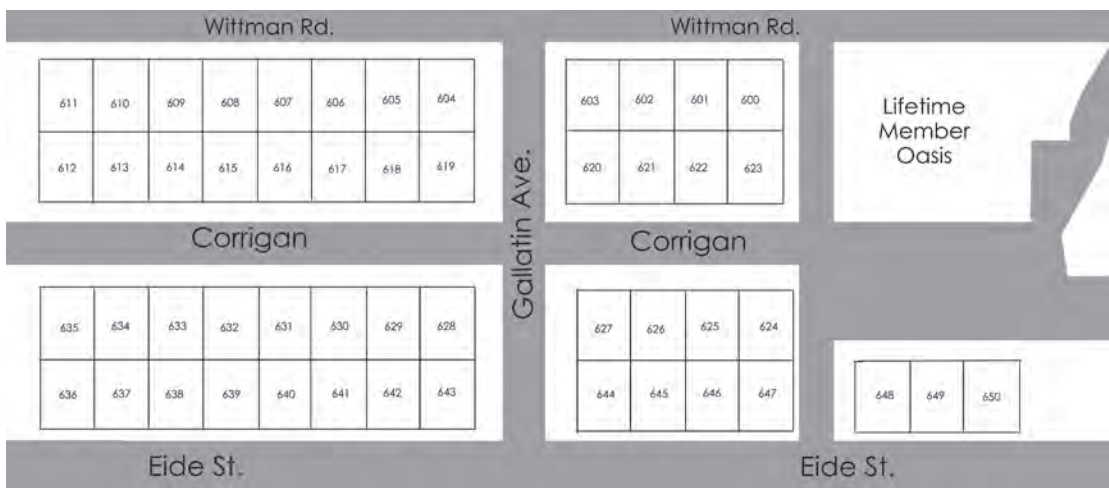 Wittman Rd. Wittman Rd.
611 610 609 608 607 606 605 604
603 602 601 600
612 613 614 615 616 617 618 619
620 621 622 623
Lifetime
Member
Oasis
Gallatin Ave.
Corrigan Corrigan
635 634 633 632 631 630 629 628
627 626 625 624
636 637 638 639 640 641 642 643
644 645 646 647
648 649 650
Eide St. Eide St.